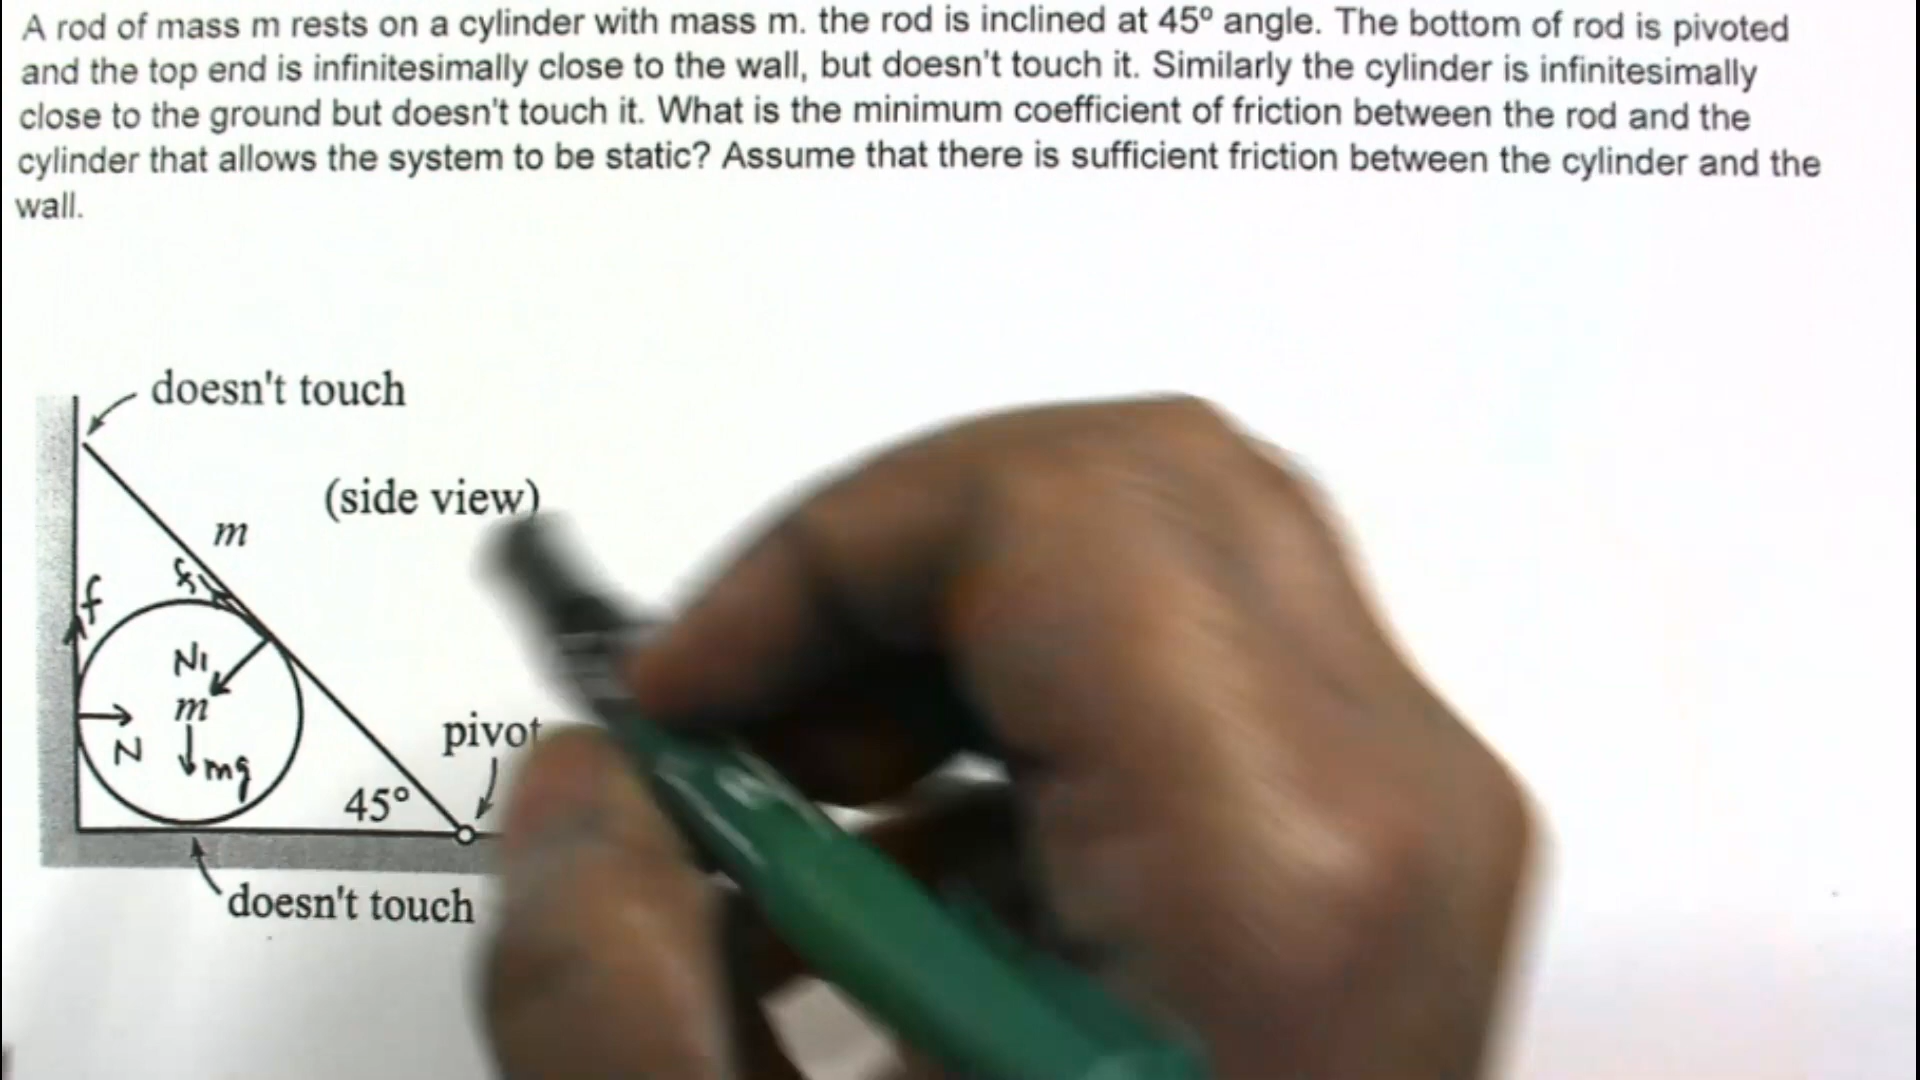 A rod of mass m rests on a cylinder with mass m. the rod is inclined at 45º angle. The bottom of rod is pivoted
and the top end is infinitesimally close to the wall, but doesn't touch it. Similarly the cylinder is infinitesimally
close to the ground but doesn't touch it. What is the minimum coefficient of friction between the rod and the
cylinder that allows the system to be static? Assume that there is sufficient friction between the cylinder and the
wall.
doesn't touch
(side view)
m
f
f
N1
m
N
mg
pivot
45º
doesn't touch